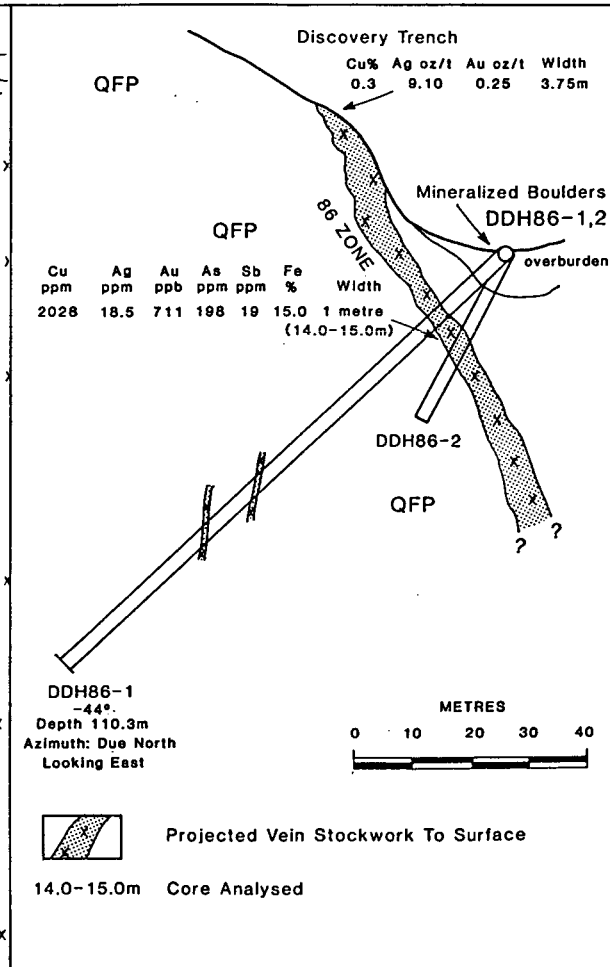 Discovery Trench
Cu% Ag oz/t Au oz/t Width
0.3 9.10 0.25 3.75m
QFP
Mineralized Boulders
DDH86-1,2
overburden
QFP
86 ZONE
Cu Ag Au As Sb Fe
ppm ppm ppb ppm ppm % Width
2028 18.5 711 198 19 15.0 1 metre
(14.0-15.0m)
DDH86-2
QFP
? ?
DDH86-1
-44°
Depth 110.3m
Azimuth: Due North
Looking East
METRES
0 10 20 30 40
Projected Vein Stockwork To Surface
14.0-15.0m Core Analysed